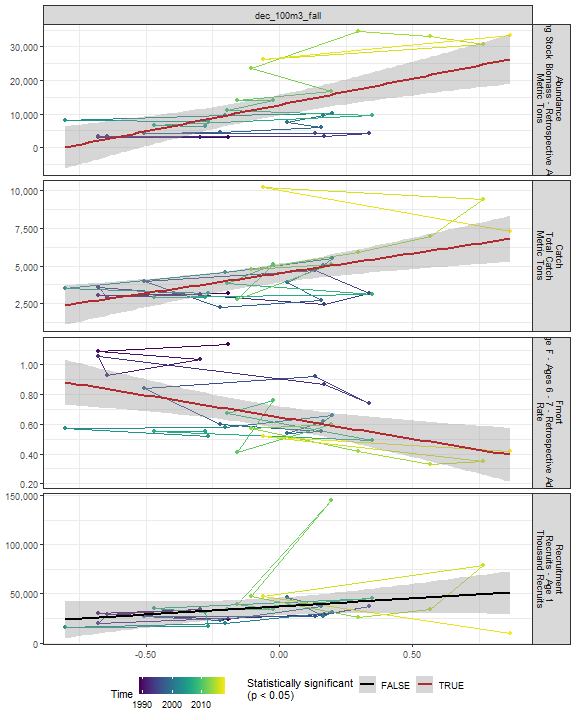 dec_100m3_fall
30,000
20,000
10,000
0
Abundance
ng Stock Biomass - Retrospective A
Metric Tons
10,000
7,500
5,000
2,500
Catch
Total Catch
Metric Tons
1.00
0.80
0.60
0.40
0.20
Fmort
ge F - Ages 6 - 7 - Retrospective Ad
Rate
150,000
100,000
50,000
0
Recruitment
Recruits - Age 1
Thousand Recruits
-0.50
0.00
0.50
Time
1990 2000 2010
Statistically significant
(p < 0.05)
FALSE
TRUE